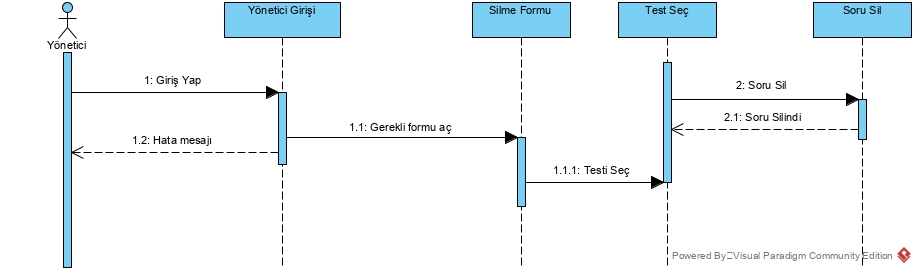 Yönetici Girişi
Silme Formu
Test Seç
Soru Sil
Yönetici
1: Giriş Yap
2: Soru Sil
2.1: Soru Silindi
1.1: Gerekli formu aç
1.2: Hata mesajı
1.1.1: Testi Seç
Powered By Visual Paradigm Community Edition